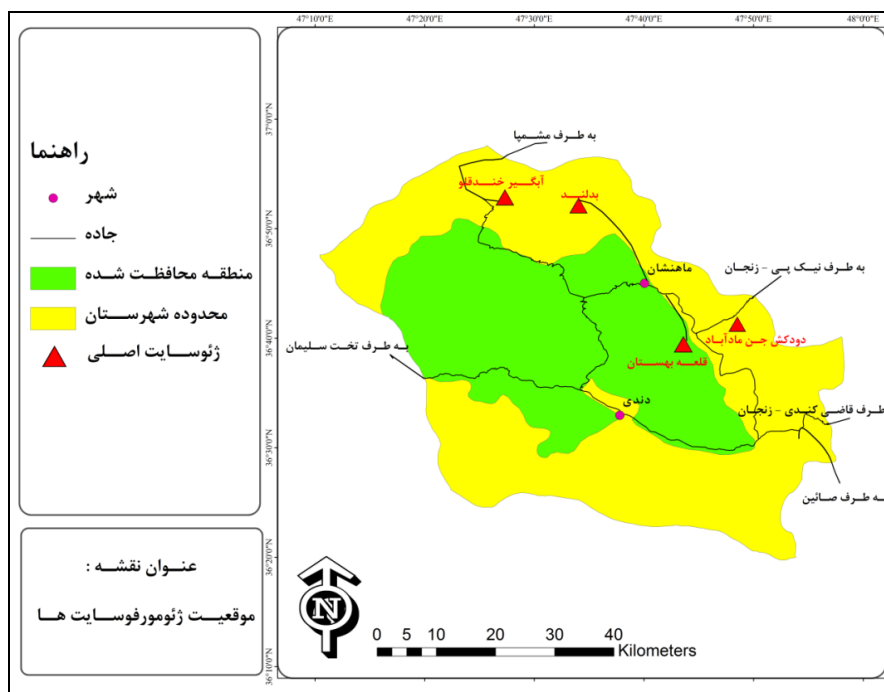 47°10'0"E
47°20'0"E
47°30'0"E
47°40'0"E
47°50'0"E
48°0'0"E
37°0'0"N
36°50'0"N
36°40'0"N
36°30'0"N
36°20'0"N
36°10'0"N
راهنما
شهر
جاده
منطقه محافظت شده
محدوده شهرستان
ژئوسایت اصلی
عنوان نقشه :
موقعیت ژئومورفوسایت ها
به طرف مشمپا
آبگیر خندقلو
بدلند
ماهنشان
به طرف نیک پی - زنجان
دودکش جن مادآباد
قلعه بهستان
به طرف تخت سلیمان
دندی
طرف قاضی کندی - زنجان
ه طرف صائین
N
0 5 10 20 30 40
Kilometers